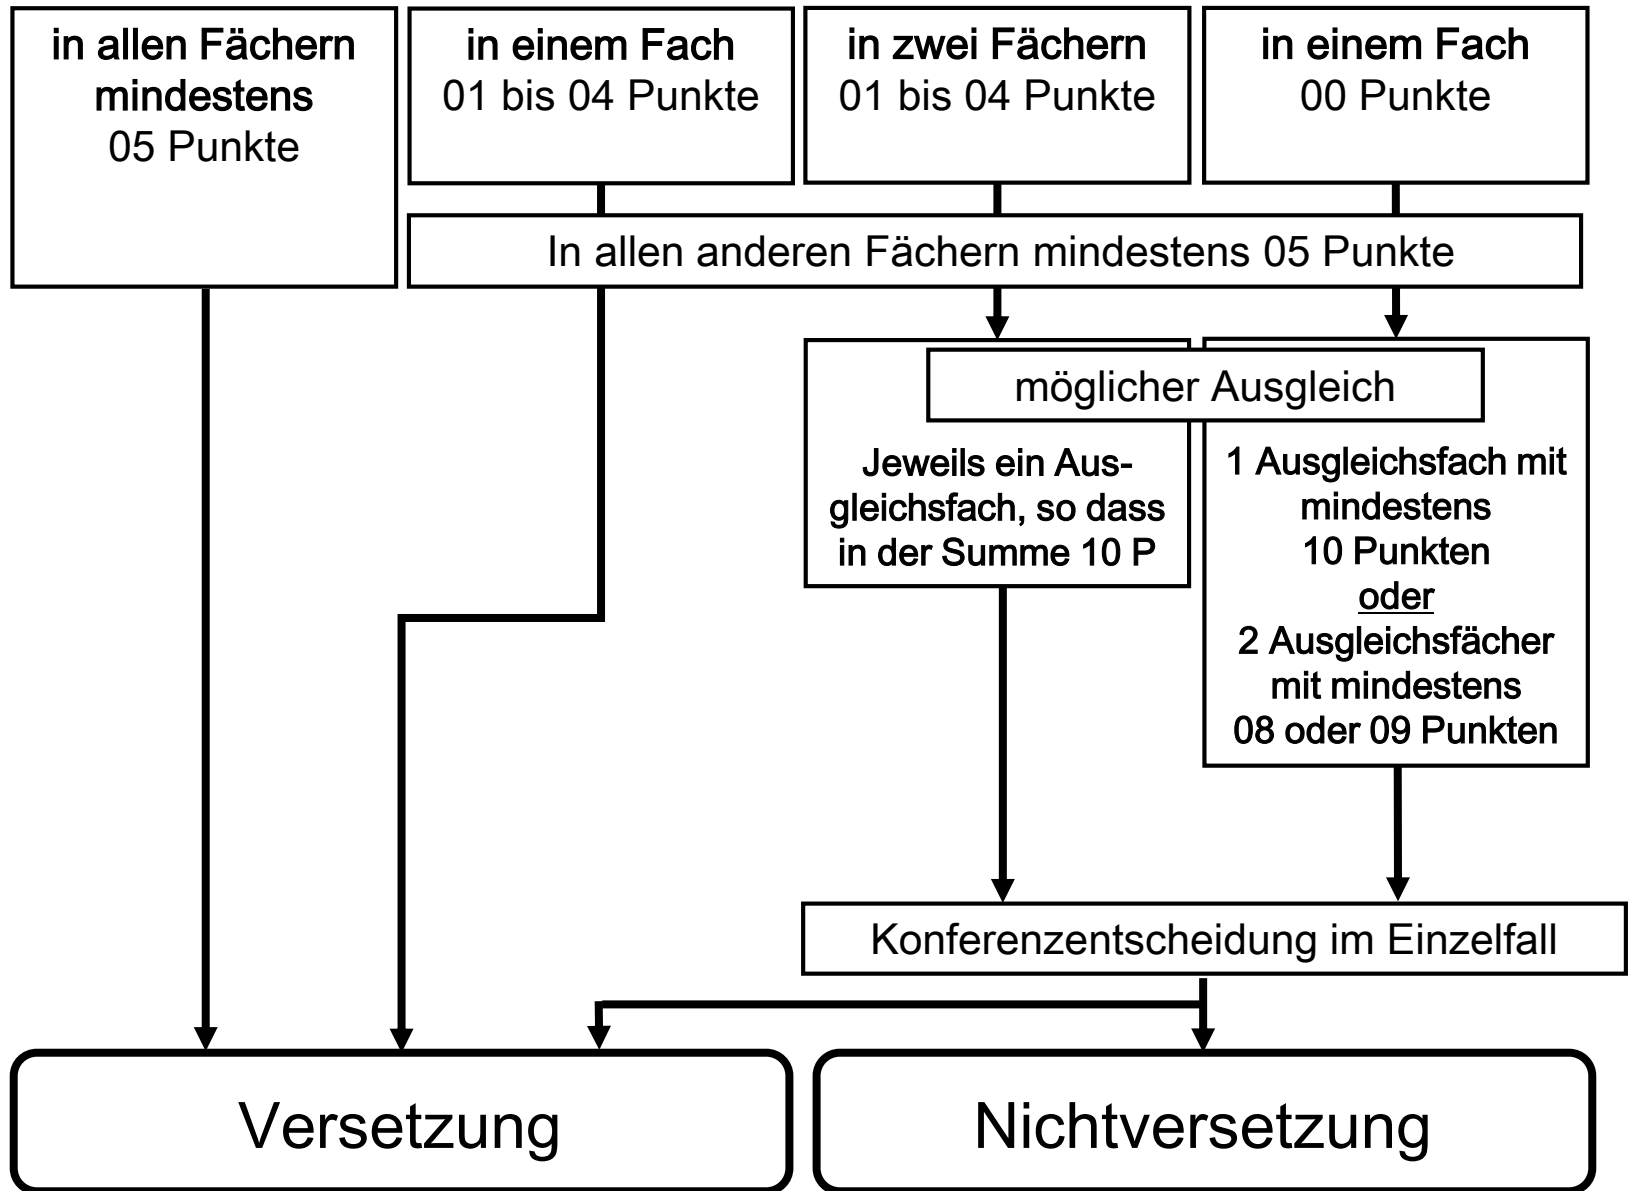 in allen Fächern
mindestens
05 Punkte
in einem Fach
01 bis 04 Punkte
in zwei Fächern
01 bis 04 Punkte
in einem Fach
00 Punkte
In allen anderen Fächern mindestens 05 Punkte
möglicher Ausgleich
Jeweils ein Aus-
gleichsfach, so dass
in der Summe 10 P
1 Ausgleichsfach mit
mindestens
10 Punkten
oder
2 Ausgleichsfächer
mit mindestens
08 oder 09 Punkten
Konferenzentscheidung im Einzelfall
Versetzung
Nichtversetzung